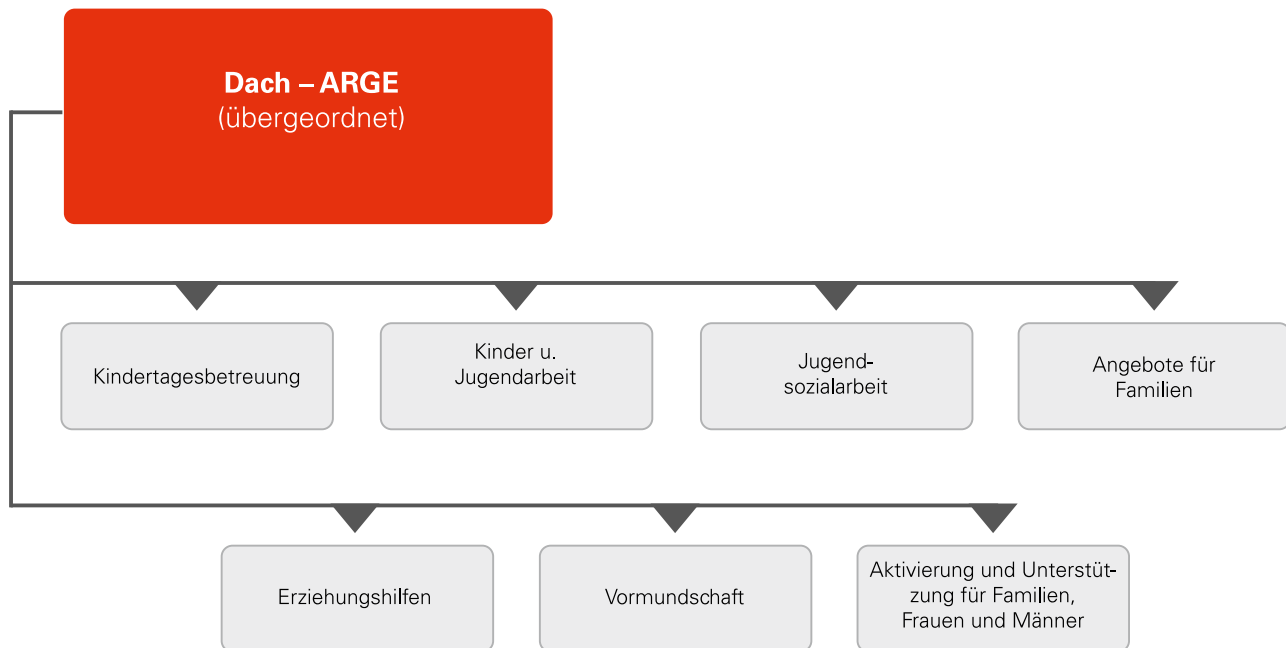 Dach – ARGE
(übergeordnet)
Kindertagesbetreuung
Kinder u.
Jugendarbeit
Jugend-
sozialarbeit
Angebote für
Familien
Erziehungshilfen
Vormundschaft
Aktivierung und Unterstüt-
zung für Familien,
Frauen und Männer